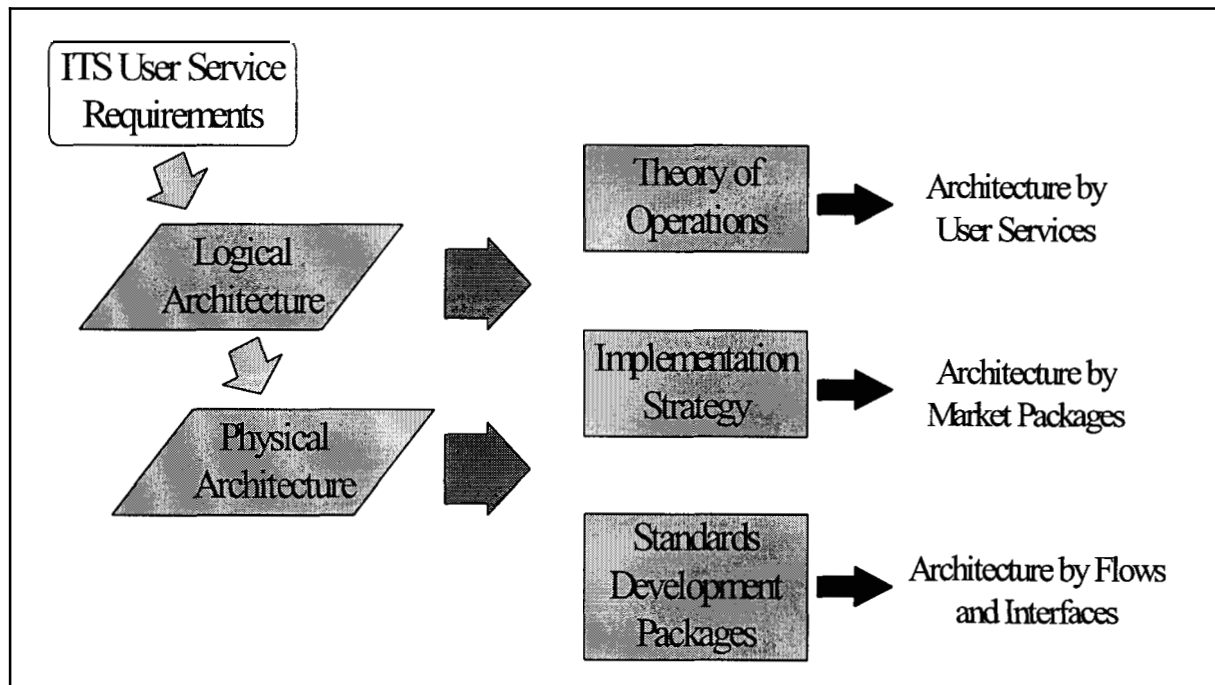 ITS User Service
Requirements
Logical
Architecture
Physical
Architecture
Theory of
Operations
Architecture by
User Services
Implementation
Strategy
Architecture by
Market Packages
Standards
Development
Packages
Architecture by Flows
and Interfaces